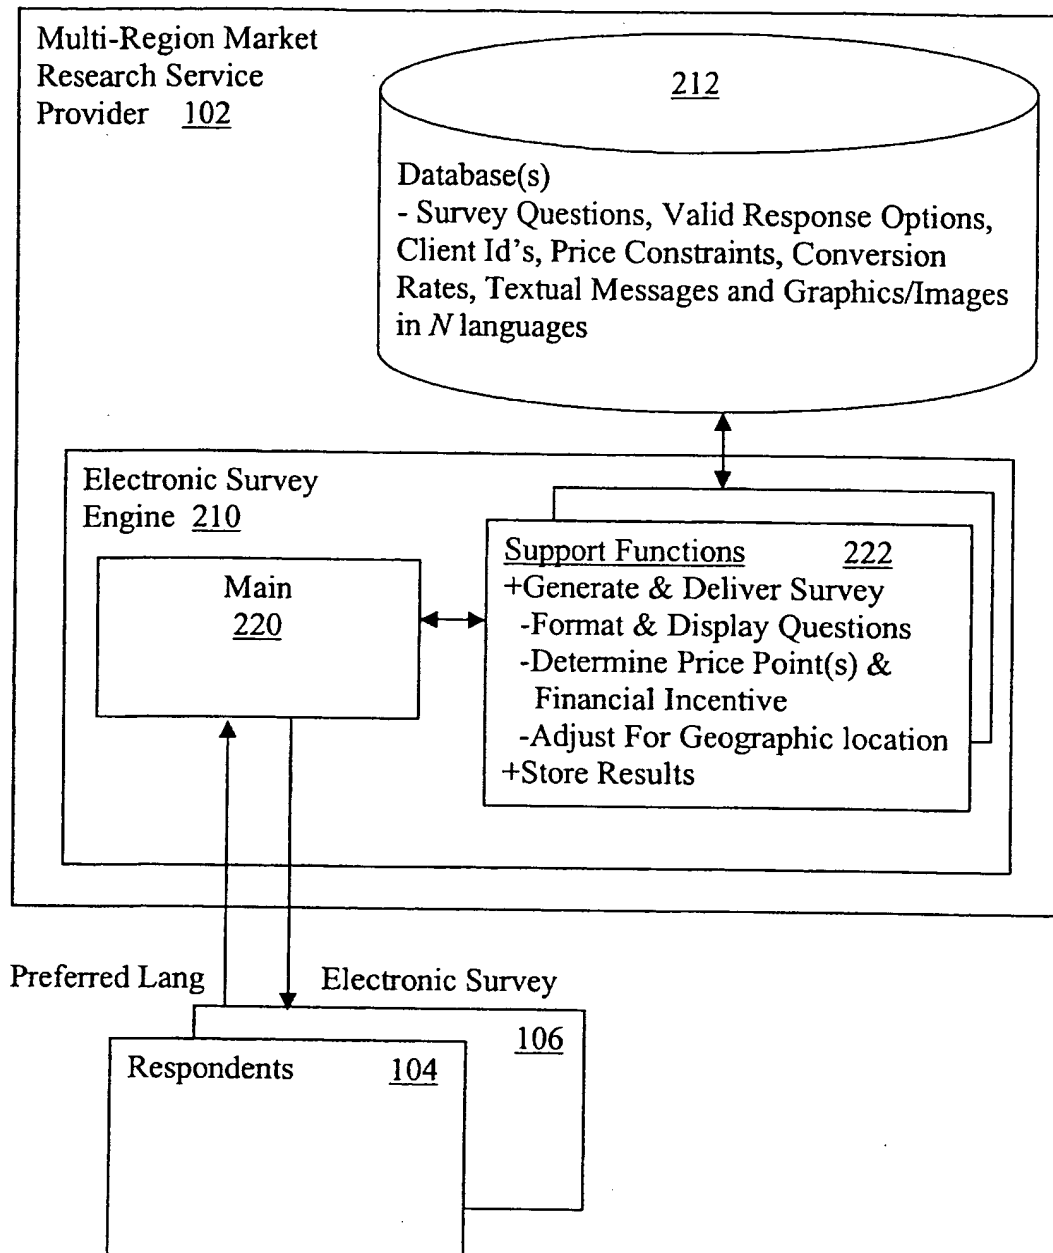 Multi-Region Market
Research Service
Provider 102
212
Database(s)
- Survey Questions, Valid Response Options,
Client Id's, Price Constraints, Conversion
Rates, Textual Messages and Graphics/Images
in N languages
Electronic Survey
Engine 210
Main
220
Support Functions 222
+Generate & Deliver Survey
-Format & Display Questions
-Determine Price Point(s) &
Financial Incentive
-Adjust For Geographic location
+Store Results
Preferred Lang
Electronic Survey
106
Respondents 104